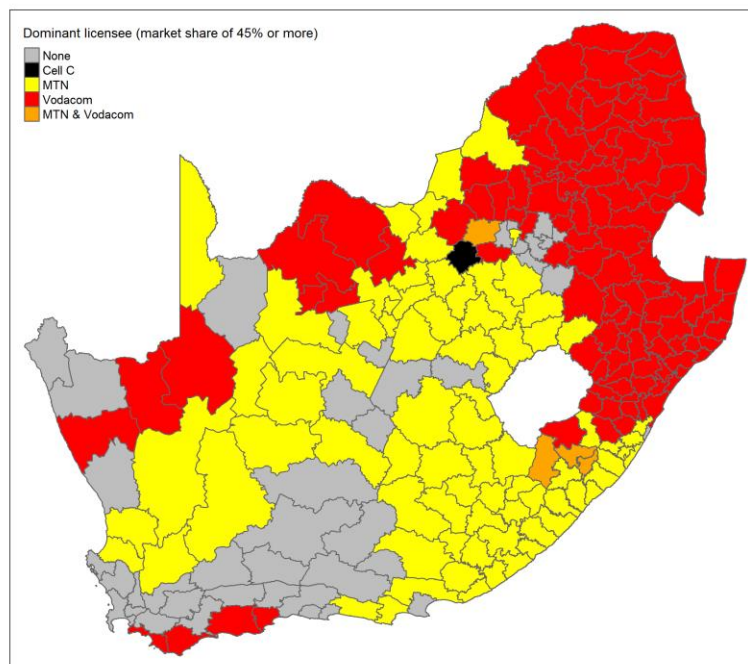 Dominant licensee (market share of 45% or more)
None
Cell C
MTN
Vodacom
MTN & Vodacom